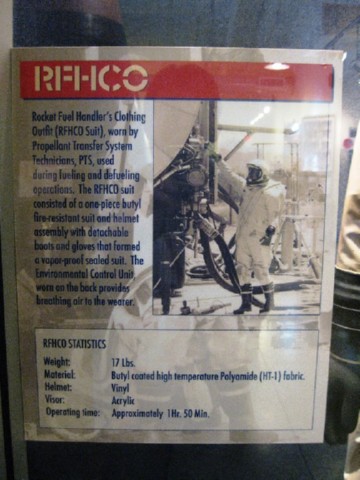 RFHCO
Rocket Fuel Handler's Clothing
Outfit (RFHCO Suit), worn by
Propellant Transfer System
Technicians, PTS, used
during fueling and defueling
operations. The RFHCO suit
consisted of a one-piece butyl
fire-resistant suit and helmet
assembly with detachable
boots and gloves that formed
a vapor-proof sealed suit. The
Environmental Control Unit
worn on the back provides
breathing air to the wearer.
RFHCO STATISTICS
Weight: 17 Lbs.
Material: Butyl coated high temperature Polyamide (HT-1) fabric.
Helmet: Vinyl
Visor: Acrylic
Operating time: Approximately 1Hr. 50 Min.